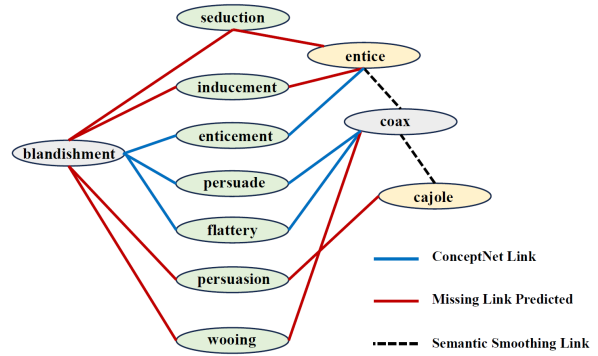 seduction
entice
inducement
coax
enticement
blandishment
persuade
cajole
flattery
ConceptNet Link
persuasion
Missing Link Predicted
wooing
Semantic Smoothing Link